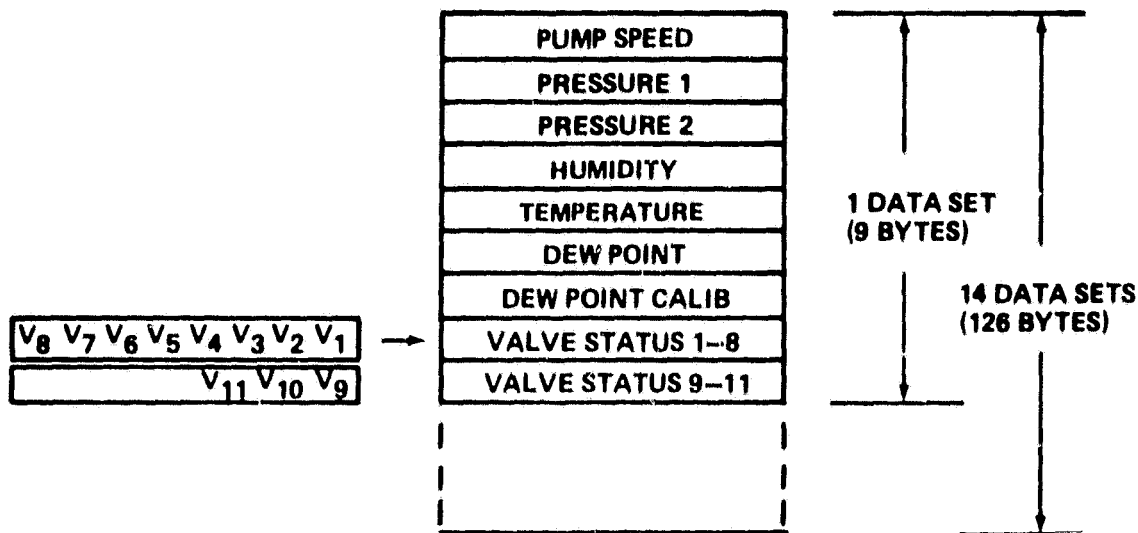 PUMP SPEED
PRESSURE 1
PRESSURE 2
HUMIDITY
TEMPERATURE
DEW POINT
DEW POINT CALIB
VALVE STATUS 1–8
VALVE STATUS 9–11
V8 V7 V6 V5 V4 V3 V2 V1
V11 V10 V9
1 DATA SET
(9 BYTES)
14 DATA SETS
(126 BYTES)